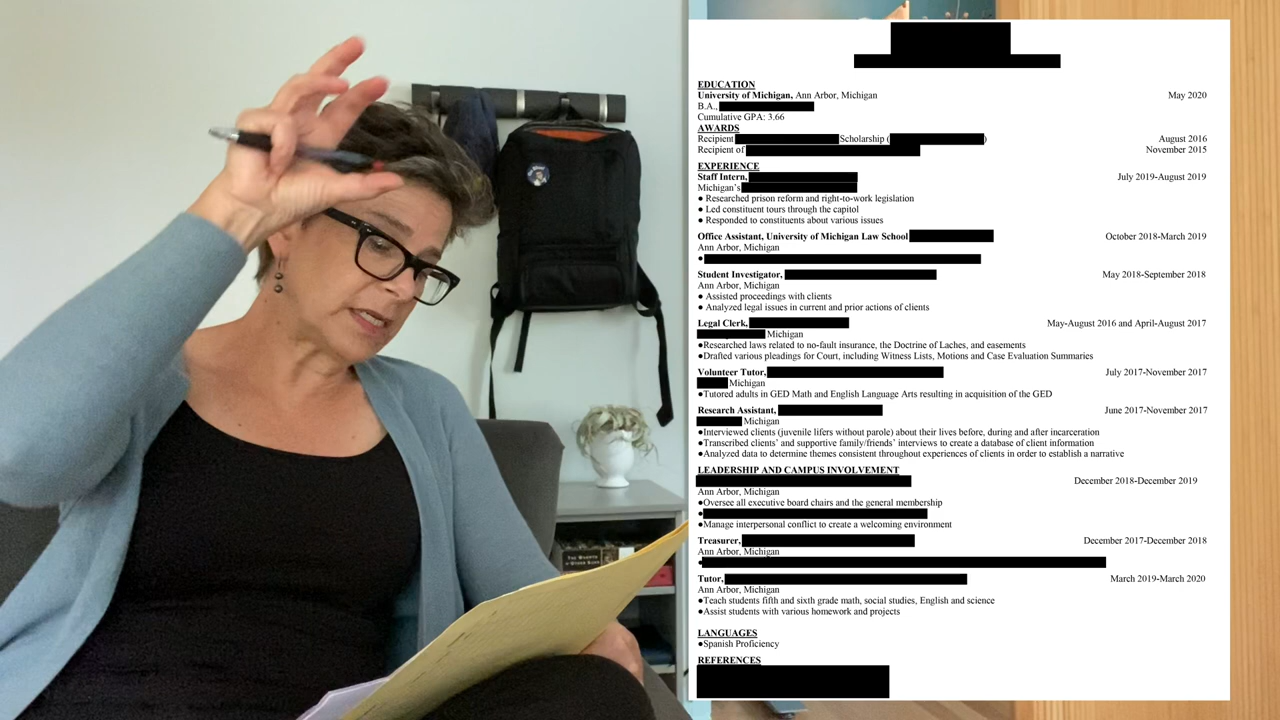 EDUCATION
University of Michigan, Ann Arbor, Michigan May 2020
B.A.,
Cumulative GPA: 3.66
AWARDS
Recipient Scholarship ( ) August 2016
Recipient of November 2015
EXPERIENCE
Staff Intern, July 2019-August 2019
Michigan's
● Researched prison reform and right-to-work legislation
● Led constituent tours through the capitol
● Responded to constituents about various issues
Office Assistant, University of Michigan Law School October 2018-March 2019
Ann Arbor, Michigan
●
Student Investigator, May 2018-September 2018
Ann Arbor, Michigan
● Assisted proceedings with clients
● Analyzed legal issues in current and prior actions of clients
Legal Clerk, May-August 2016 and April-August 2017
Michigan
●Researched laws related to no-fault insurance, the Doctrine of Laches, and easements
●Drafted various pleadings for Court, including Witness Lists, Motions and Case Evaluation Summaries
Volunteer Tutor, July 2017-November 2017
Michigan
●Tutored adults in GED Math and English Language Arts resulting in acquisition of the GED
Research Assistant, June 2017-November 2017
Michigan
●Interviewed clients (juvenile lifers without parole) about their lives before, during and after incarceration
●Transcribed clients' and supportive family/friends' interviews to create a database of client information
●Analyzed data to determine themes consistent throughout experiences of clients in order to establish a narrative
LEADERSHIP AND CAMPUS INVOLVEMENT
December 2018-December 2019
Ann Arbor, Michigan
●Oversee all executive board chairs and the general membership
●
●Manage interpersonal conflict to create a welcoming environment
Treasurer, December 2017-December 2018
Ann Arbor, Michigan
●
Tutor, March 2019-March 2020
Ann Arbor, Michigan
●Teach students fifth and sixth grade math, social studies, English and science
●Assist students with various homework and projects
LANGUAGES
●Spanish Proficiency
REFERENCES
THE WARMTH
OF OTHER SUNS